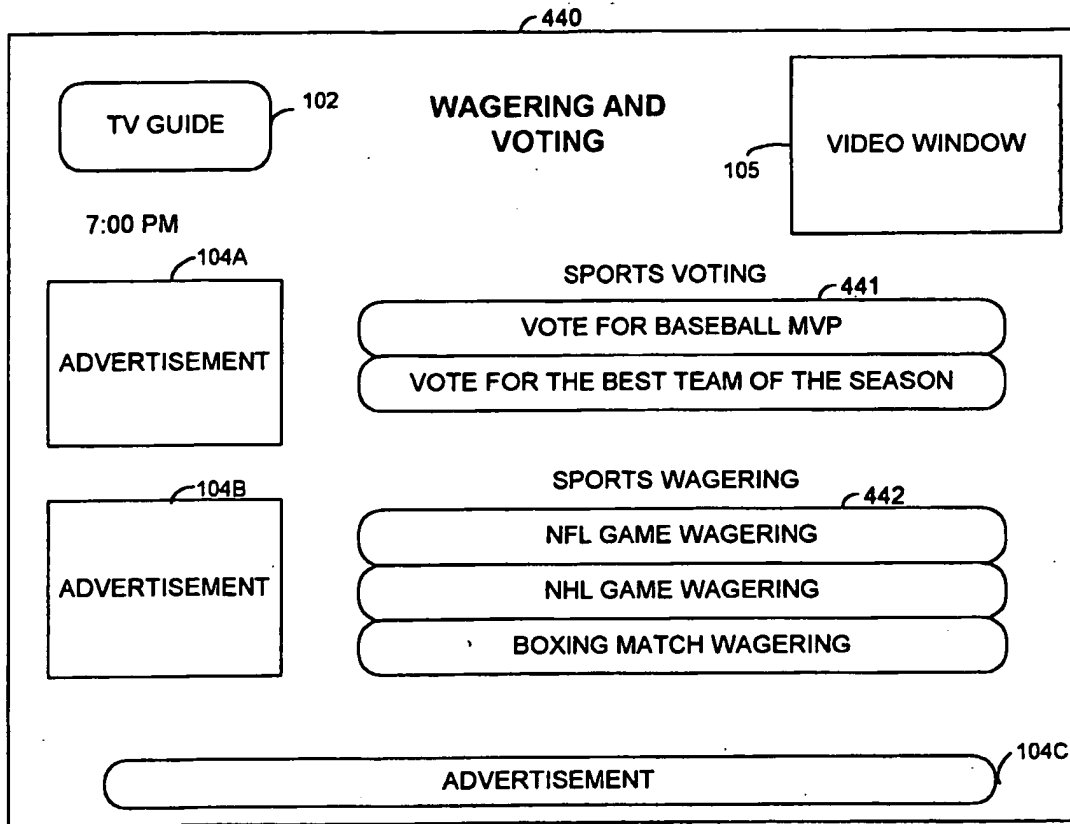 440
TV GUIDE
102
WAGERING AND
VOTING
105
VIDEO WINDOW
7:00 PM
104A
ADVERTISEMENT
SPORTS VOTING
441
VOTE FOR BASEBALL MVP
VOTE FOR THE BEST TEAM OF THE SEASON
104B
ADVERTISEMENT
SPORTS WAGERING
442
NFL GAME WAGERING
NHL GAME WAGERING
BOXING MATCH WAGERING
ADVERTISEMENT
104C